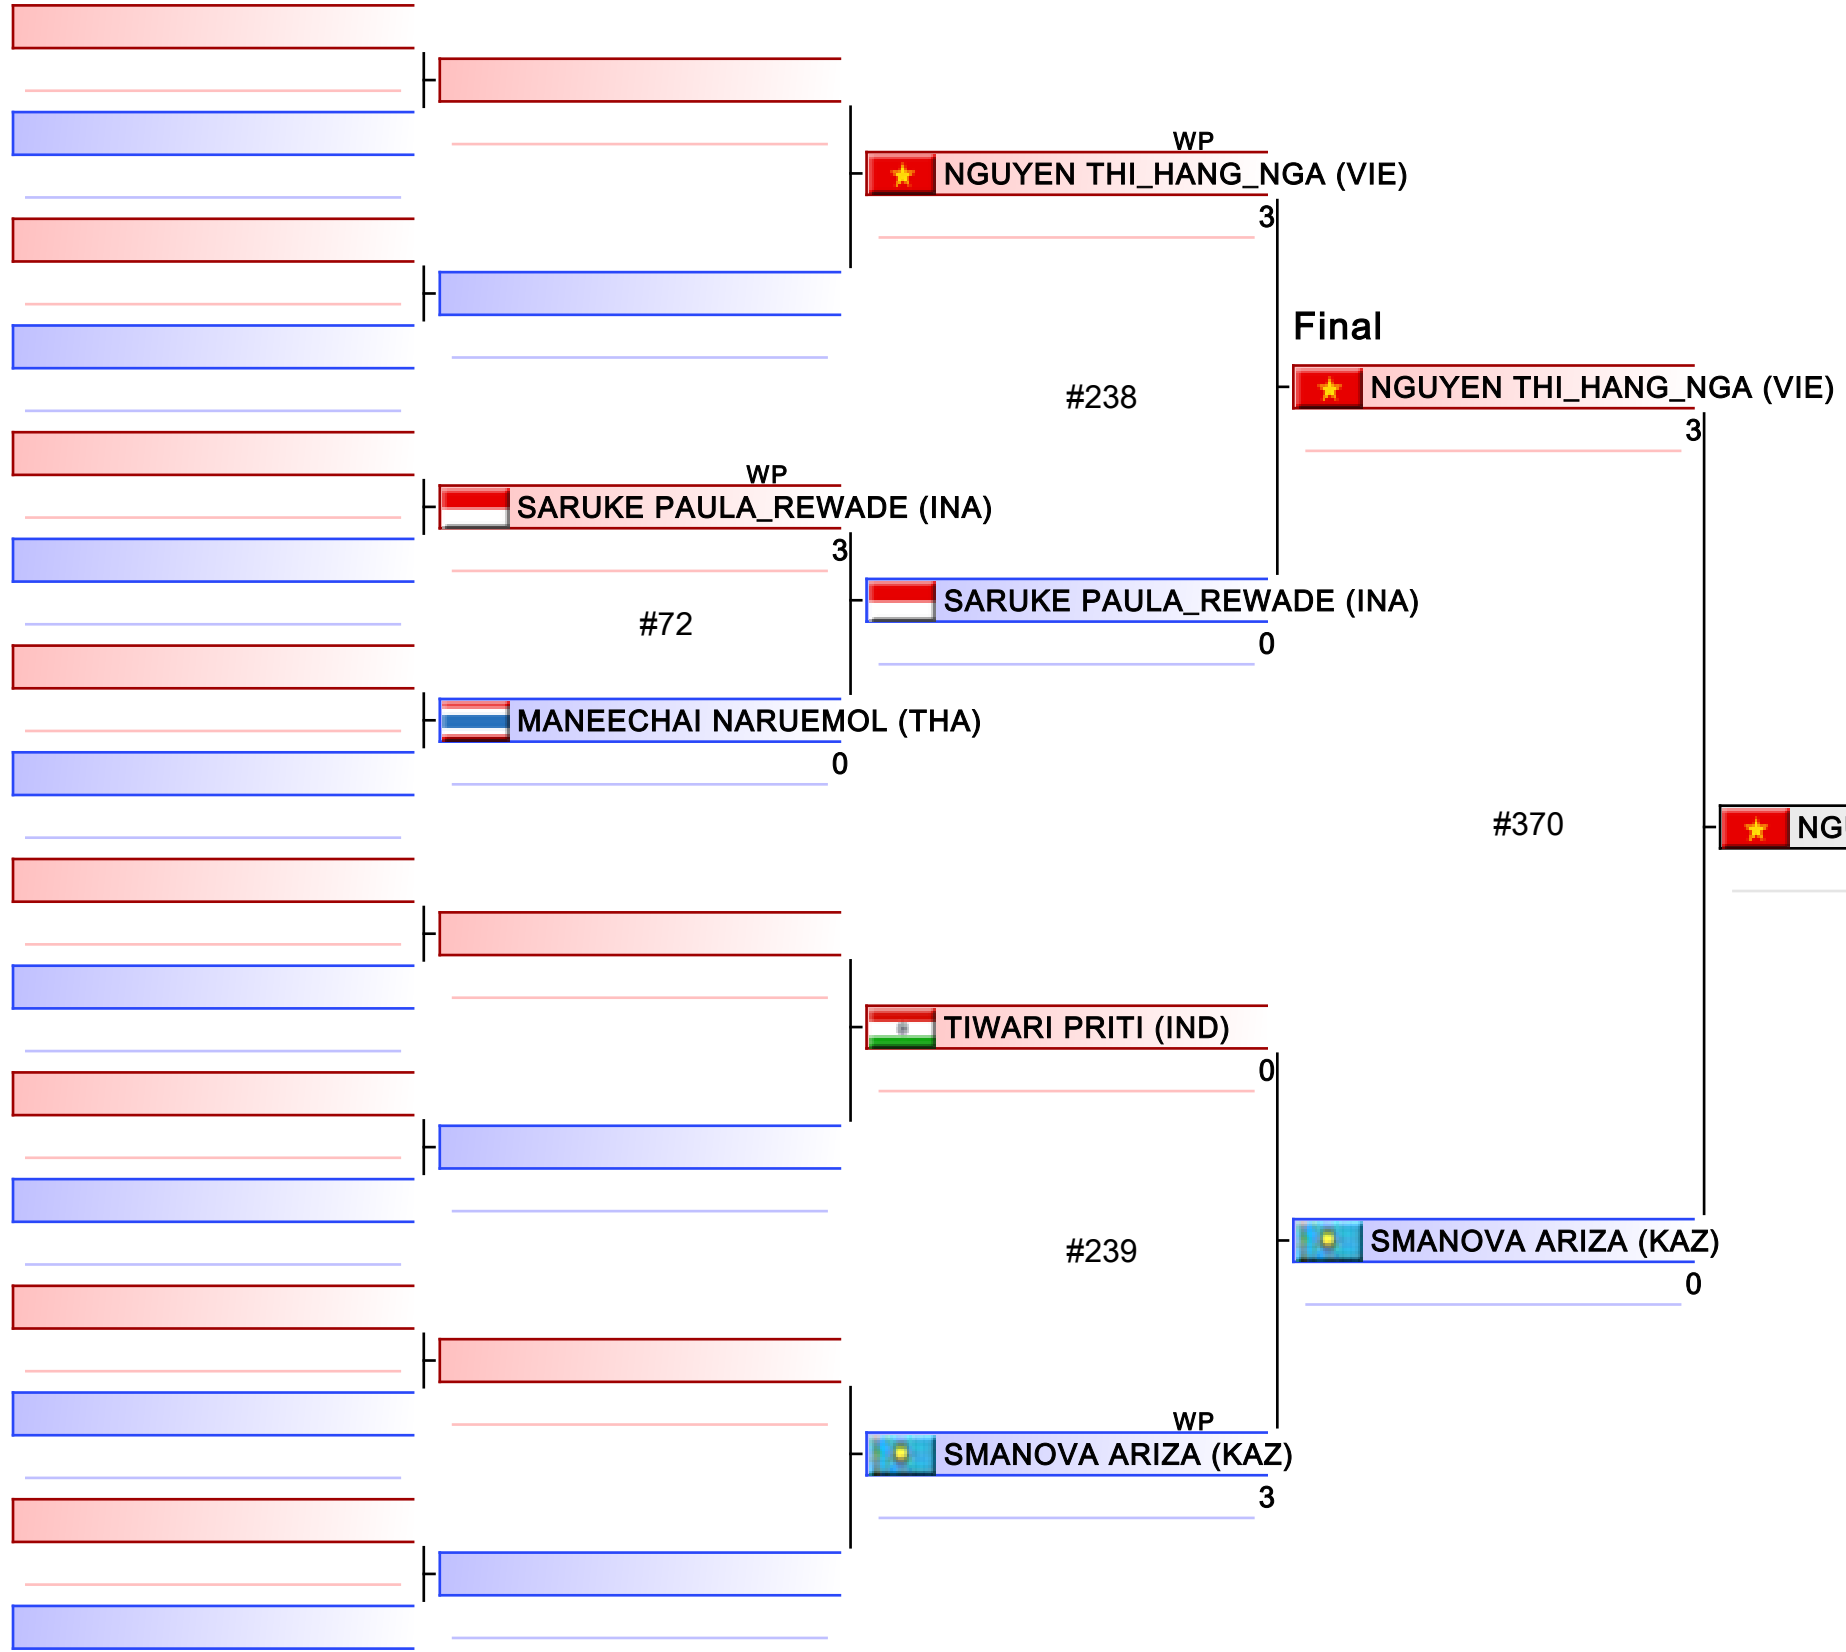 WP
NGUYEN THI_HANG_NGA (VIE)
3
Final
#238
NGUYEN THI_HANG_NGA (VIE)
3
WP
SARUKE PAULA_REWADE (INA)
3
SARUKE PAULA_REWADE (INA)
0
#72
MANEECHAI NARUEMOL (THA)
0
#370
NG
TIWARI PRITI (IND)
0
#239
SMANOVA ARIZA (KAZ)
0
WP
SMANOVA ARIZA (KAZ)
3